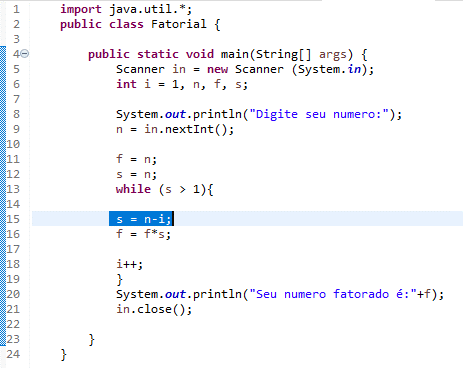 1 import java.util.*;
2 public class Fatorial {
3
4 public static void main(String[] args) {
5 Scanner in = new Scanner (System.in);
6 int i = 1, n, f, s;
7
8 System.out.println("Digite seu numero:");
9 n = in.nextInt();
10
11 f = n;
12 s = n;
13 while (s > 1){
14
15 s = n-i;
16 f = f*s;
17
18 i++;
19 }
20 System.out.println("Seu numero fatorado é:"+f);
21 in.close();
22
23 }
24 }